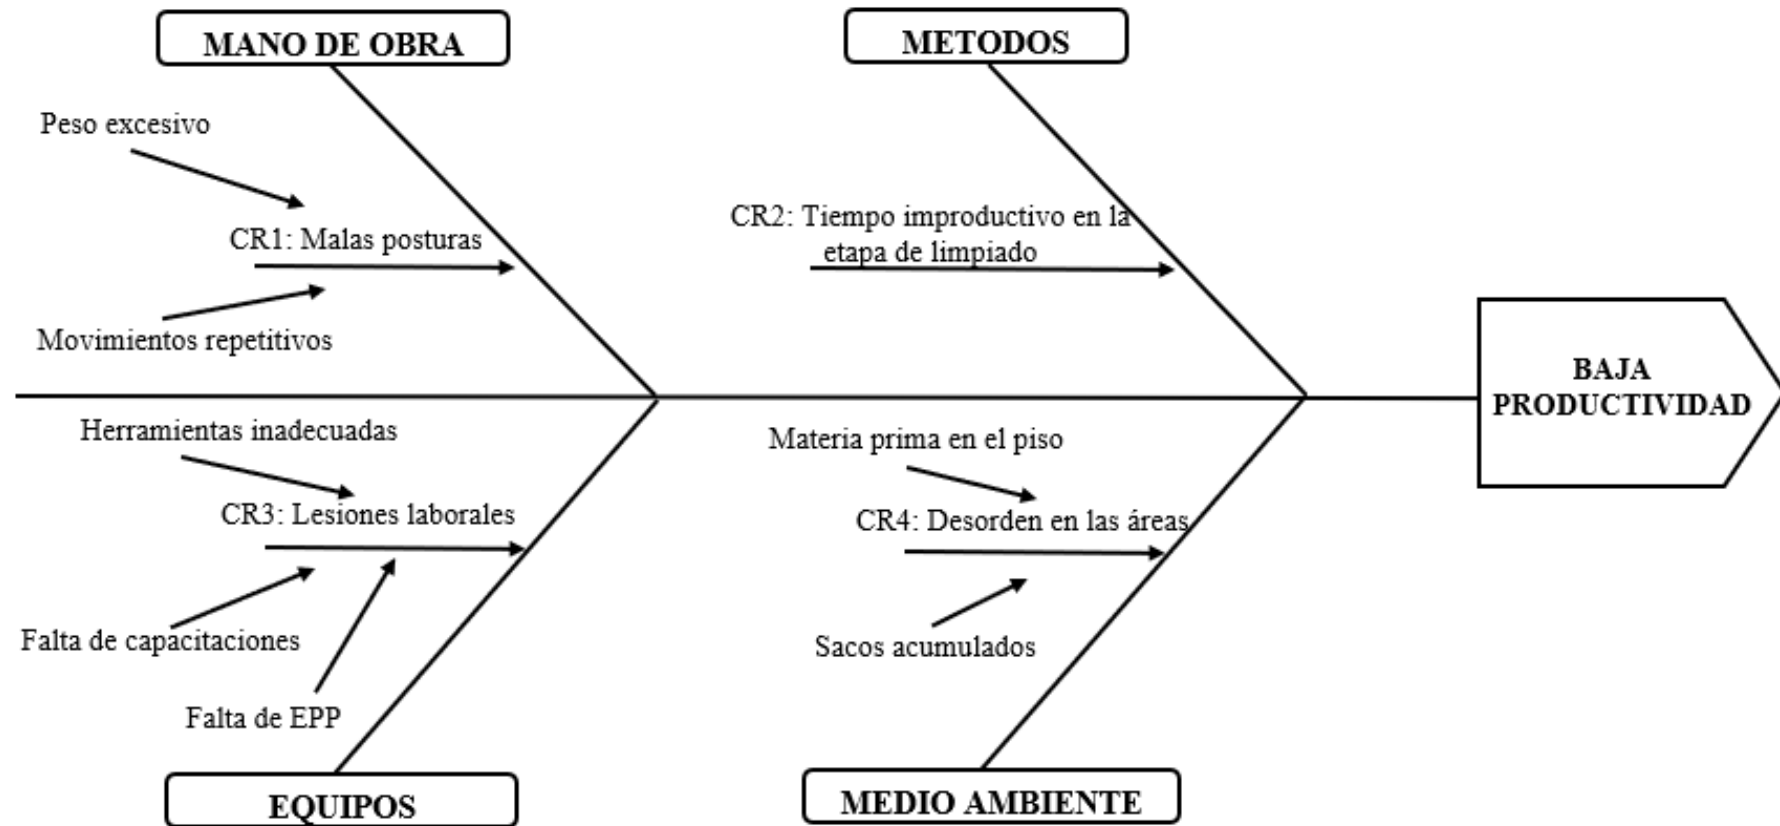 MANO DE OBRA
METODOS
Peso excesivo
CR1: Malas posturas
Movimientos repetitivos
CR2: Tiempo improductivo en la
etapa de limpiado
BAJA
PRODUCTIVIDAD
Herramientas inadecuadas
CR3: Lesiones laborales
Falta de capacitaciones
Falta de EPP
Materia prima en el piso
CR4: Desorden en las áreas
Sacos acumulados
EQUIPOS
MEDIO AMBIENTE